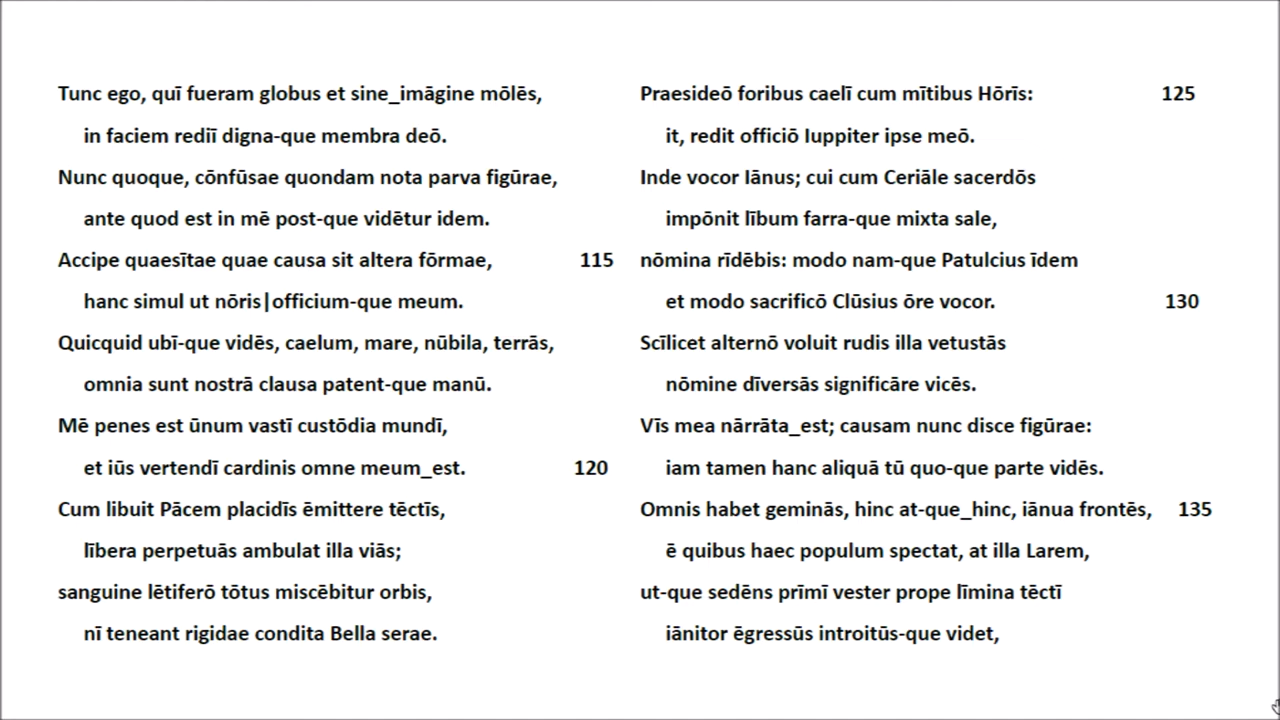 Tunc ego, quī fueram globus et sine_imāgine mōlēs,
in faciem rediī digna-que membra deō.
Nunc quoque, cōnfūsae quondam nota parva figūrae,
ante quod est in mē post-que vidētur idem.
Accipe quaesītae quae causa sit altera fōrmae, 115
hanc simul ut nōris|officium-que meum.
Quicquid ubī-que vidēs, caelum, mare, nūbila, terrās,
omnia sunt nostrā clausa patent-que manū.
Mē penes est ūnum vastī custōdia mundī,
et iūs vertendī cardinis omne meum_est. 120
Cum libuit Pācem placidīs ēmittere tēctīs,
lībera perpetuās ambulat illa viās;
sanguine lētiferō tōtus miscēbitur orbis,
nī teneant rigidae condita Bella serae.
Praesideō foribus caelī cum mītibus Hōrīs: 125
it, redit officiō Iuppiter ipse meō.
Inde vocor Iānus; cui cum Ceriāle sacerdōs
impōnit lībum farra-que mixta sale,
nōmina rīdēbis: modo nam-que Patulcius īdem
et modo sacrificō Clūsius ōre vocor. 130
Scīlicet alternō voluit rudis illa vetustās
nōmine dīversās significāre vicēs.
Vīs mea nārrāta_est; causam nunc disce figūrae:
iam tamen hanc aliquā tū quo-que parte vidēs.
Omnis habet geminās, hinc at-que_hinc, iānua frontēs, 135
ē quibus haec populum spectat, at illa Larem,
ut-que sedēns prīmī vester prope līmina tēctī
iānitor ēgressūs introitūs-que videt,